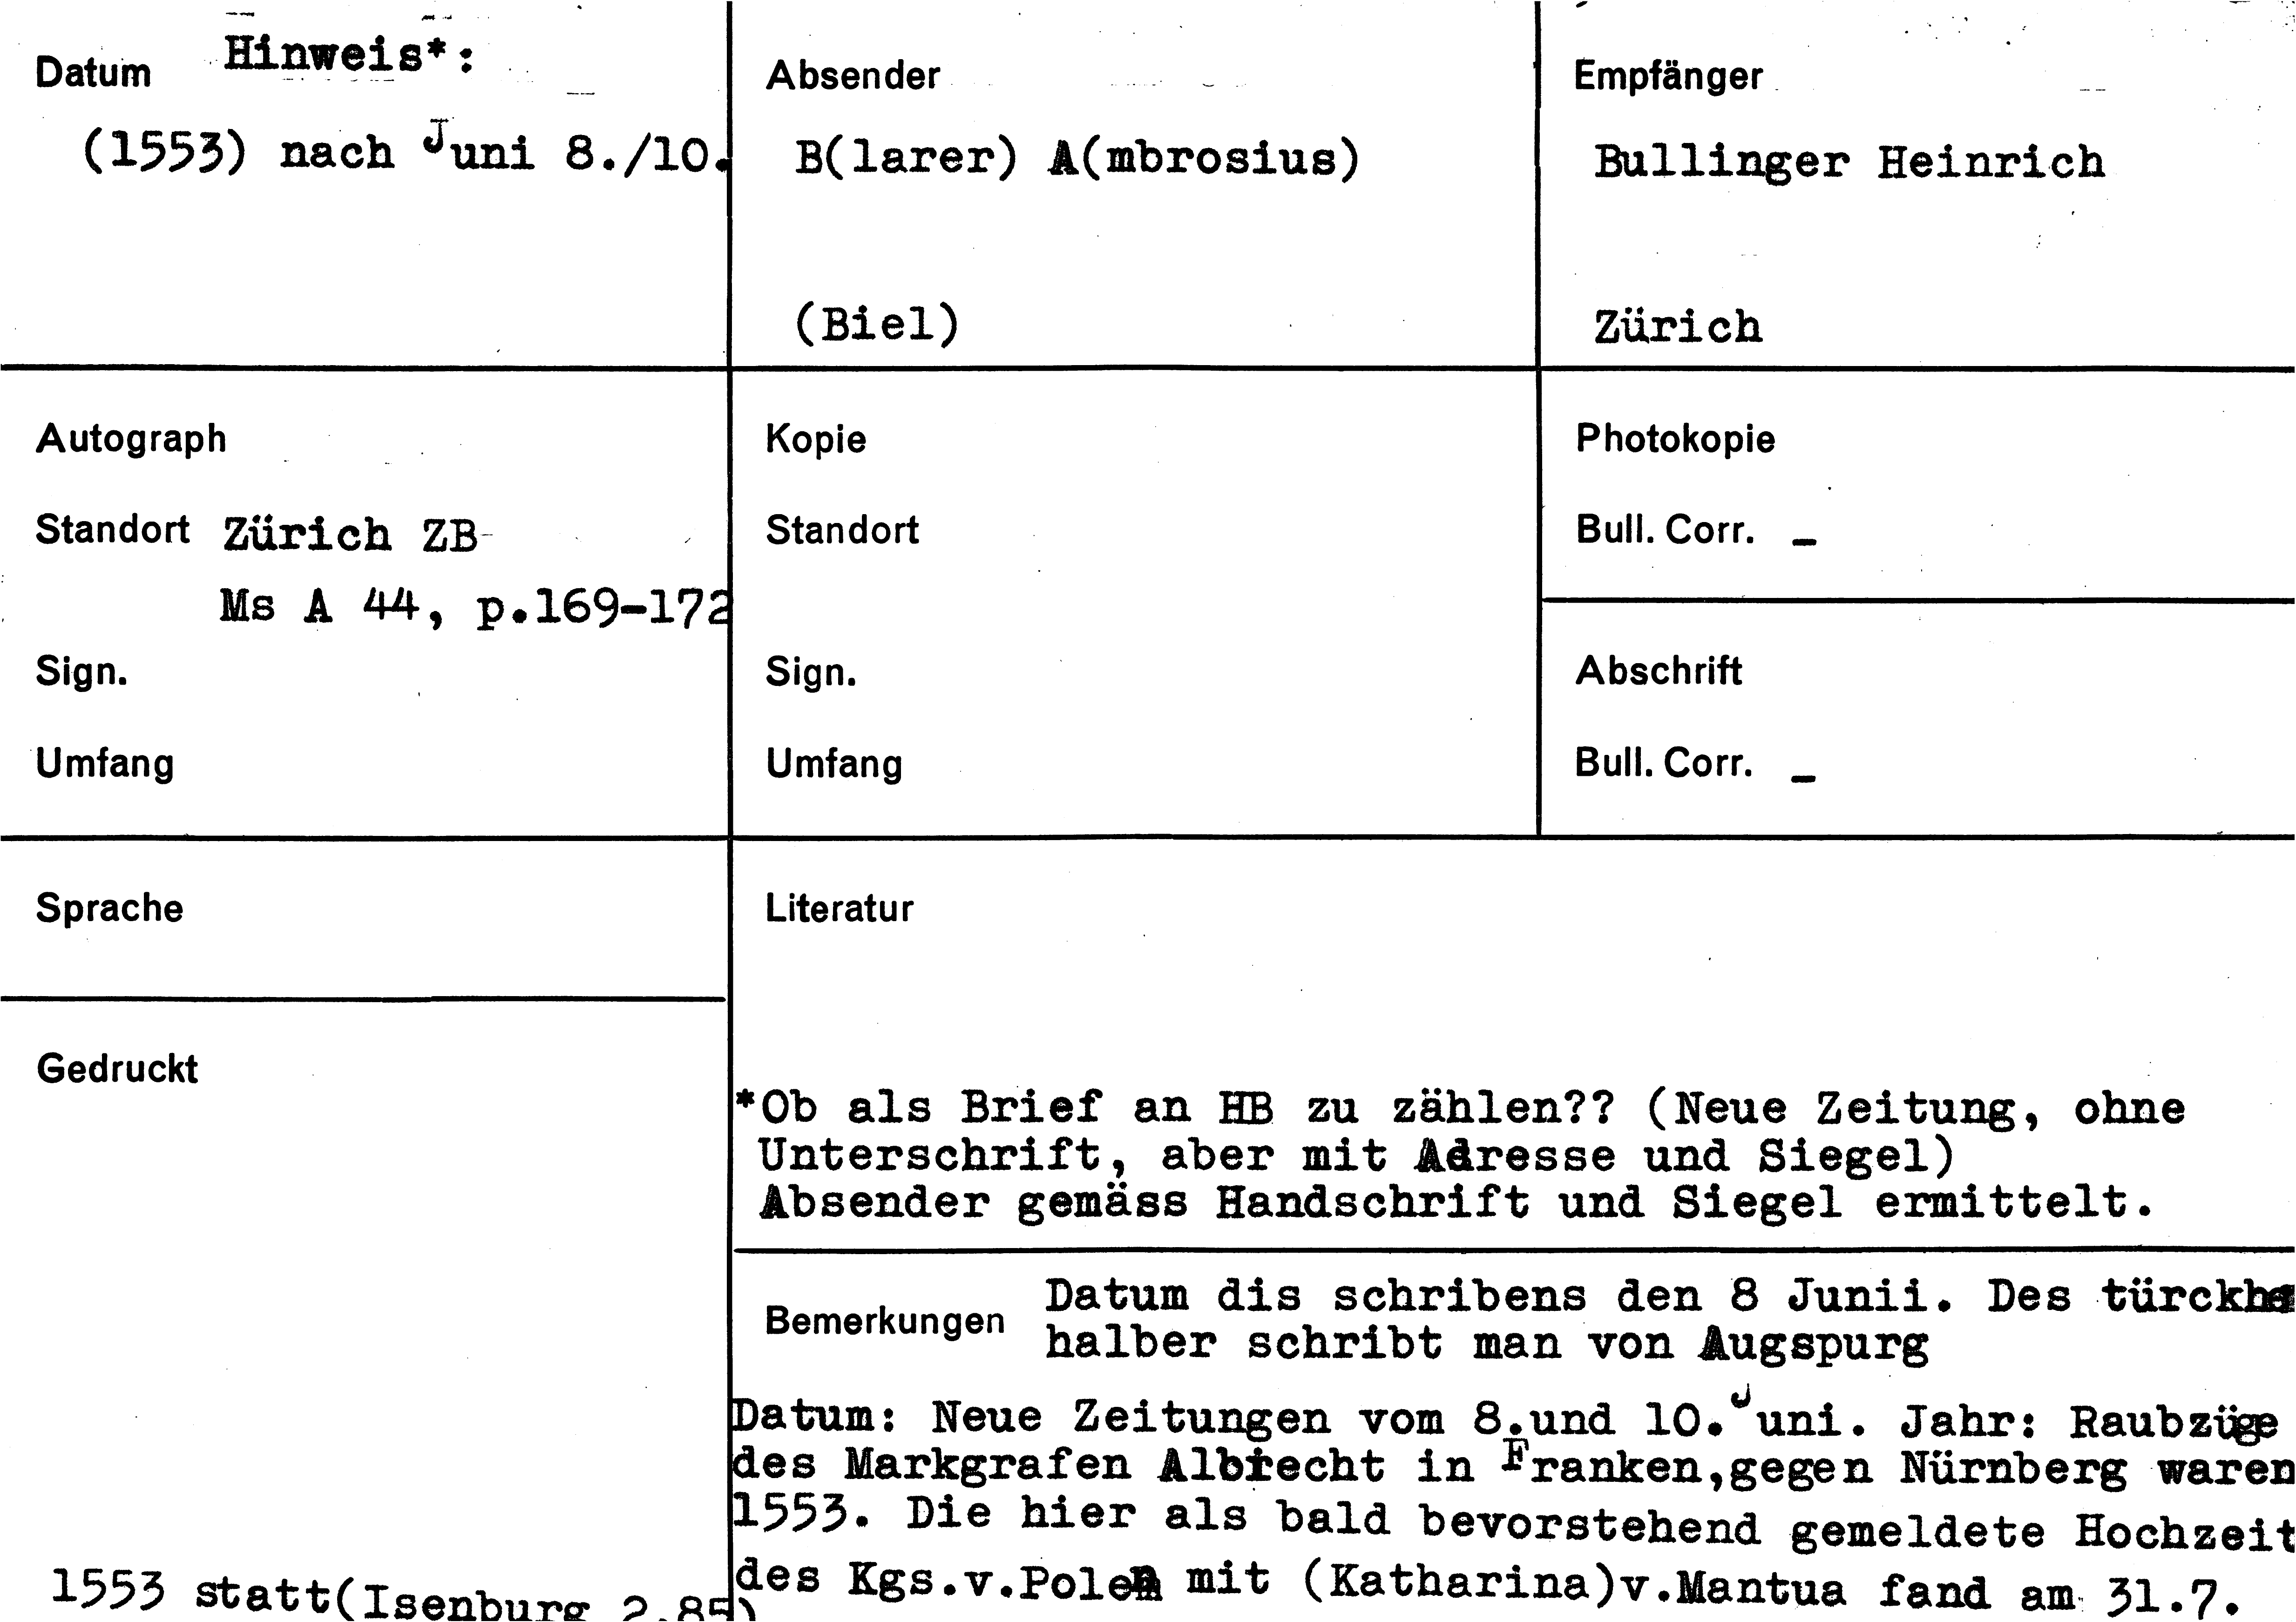 Datum Hinweis*:
(1553) nach Juni 8./10.
Absender
B(larer) A(mbrosius)
(Biel)
Empfänger
Bullinger Heinrich
Zürich
Autograph
Standort Zürich ZB
Ms A 44, p.169-172
Sign.
Umfang
Kopie
Standort
Sign.
Umfang
Photokopie
Bull. Corr. –
Abschrift
Bull. Corr. –
Sprache
Gedruckt
Literatur
*Ob als Brief an HB zu zählen?? (Neue Zeitung, ohne
Unterschrift, aber mit Adresse und Siegel)
Absender gemäss Handschrift und Siegel ermittelt.
Bemerkungen
Datum dis schribens den 8 Junii. Des
halber schribt man von Augspurg
Datum: Neue Zeitungen vom 8.und 10.Juni. Jahr: Raubzüge
des Markgrafen Albrecht in Franken,gegen Nürnberg waren
1553. Die hier als bald bevorstehend gemeldete Hochzeit
des Kgs.v.Polen mit (Katharina)v.Mantua fand am 31.7.
1553 statt(Isenburg 2,85)